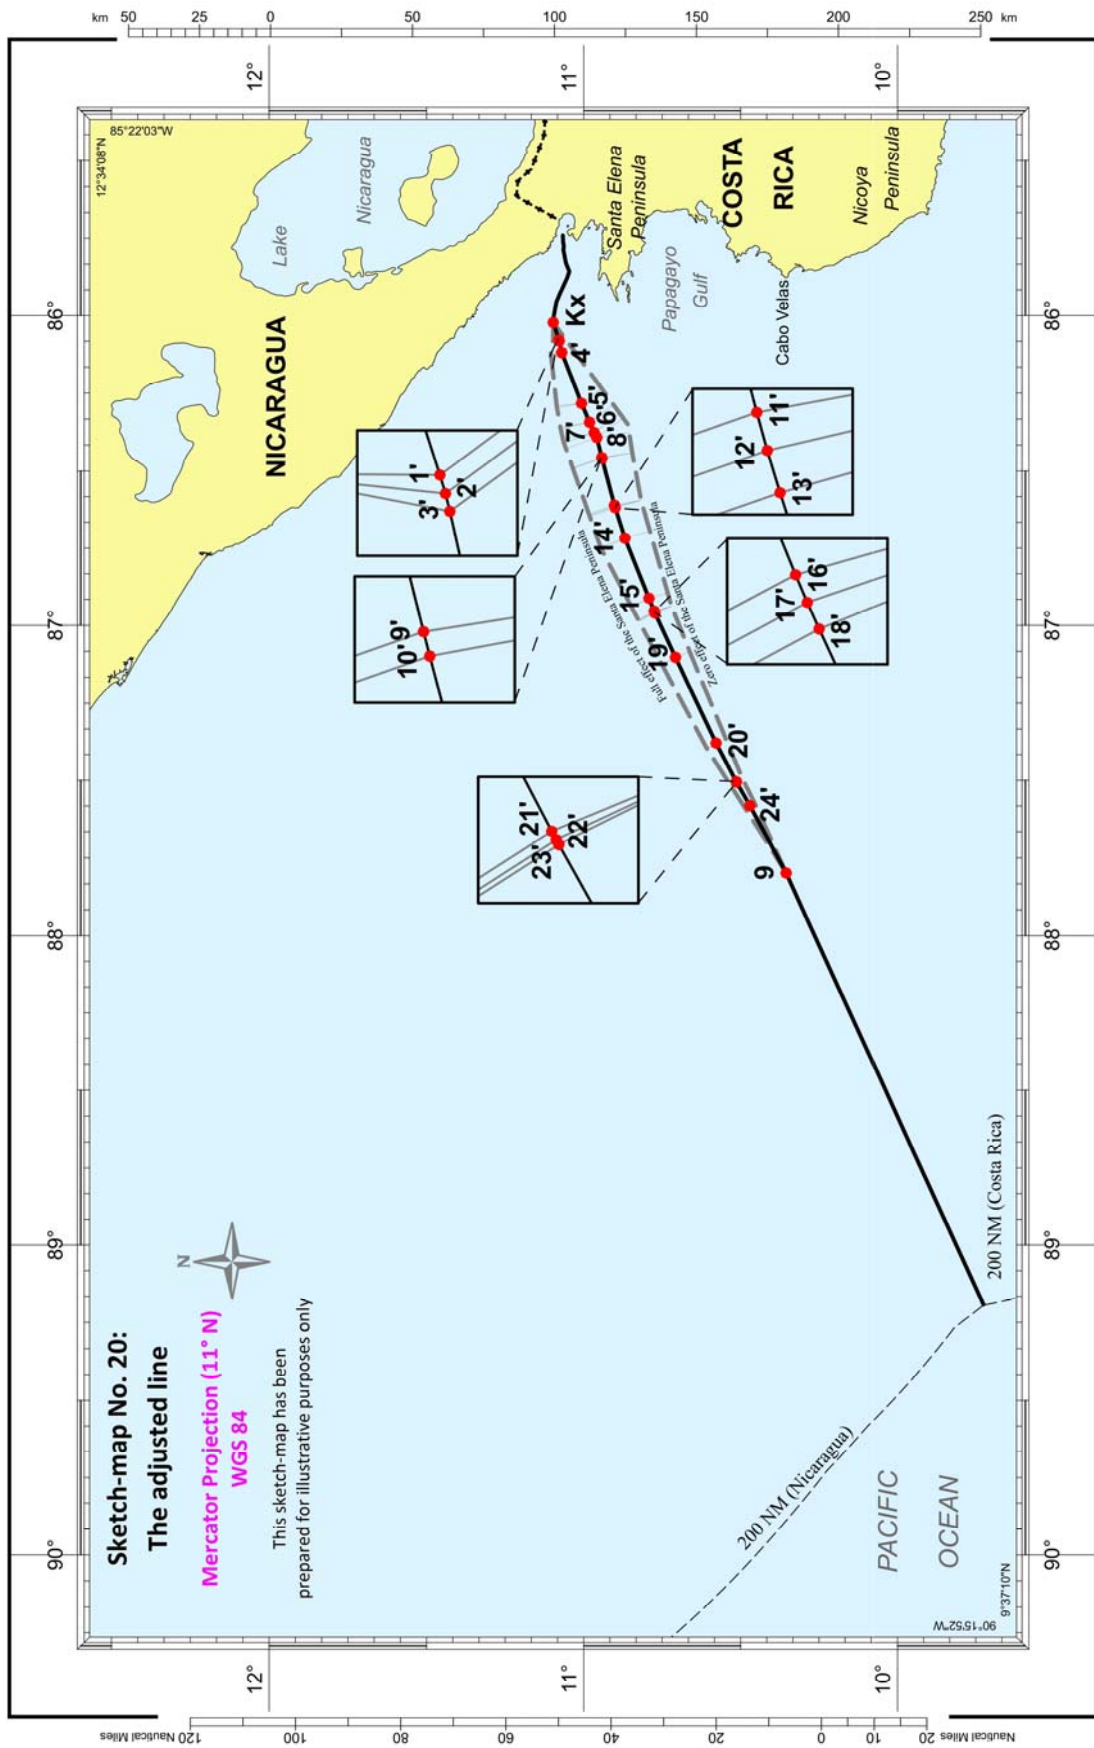 Sketch-map No. 20:
The adjusted line
Mercator Projection (11° N)
WGS 84
This sketch-map has been
prepared for illustrative purposes only
N
90°
89°
88°
87°
86°
12°34'08"N
85°22'03"W
12°
11°
10°
12°
11°
10°
NICARAGUA
Lake
Nicaragua
COSTA
RICA
Santa Elena
Peninsula
Papagayo
Gulf
Cabo Velas
Nicoya
Peninsula
Kx
4'
5'
6'
7'
8'
14'
15'
19'
20'
24'
9
1'
2'
3'
10'
9'
11'
12'
13'
16'
17'
18'
21'
22'
23'
Full effect of the Santa Elena Peninsula
Zero effect of the Santa Elena Peninsula
200 NM (Nicaragua)
200 NM (Costa Rica)
PACIFIC
OCEAN
90°15'52"W
9°37'10"N
Nautical Miles 120 100 80 60 40 20 0 10 20 Nautical Miles
km 50 25 0 50 100 150 200 250 km